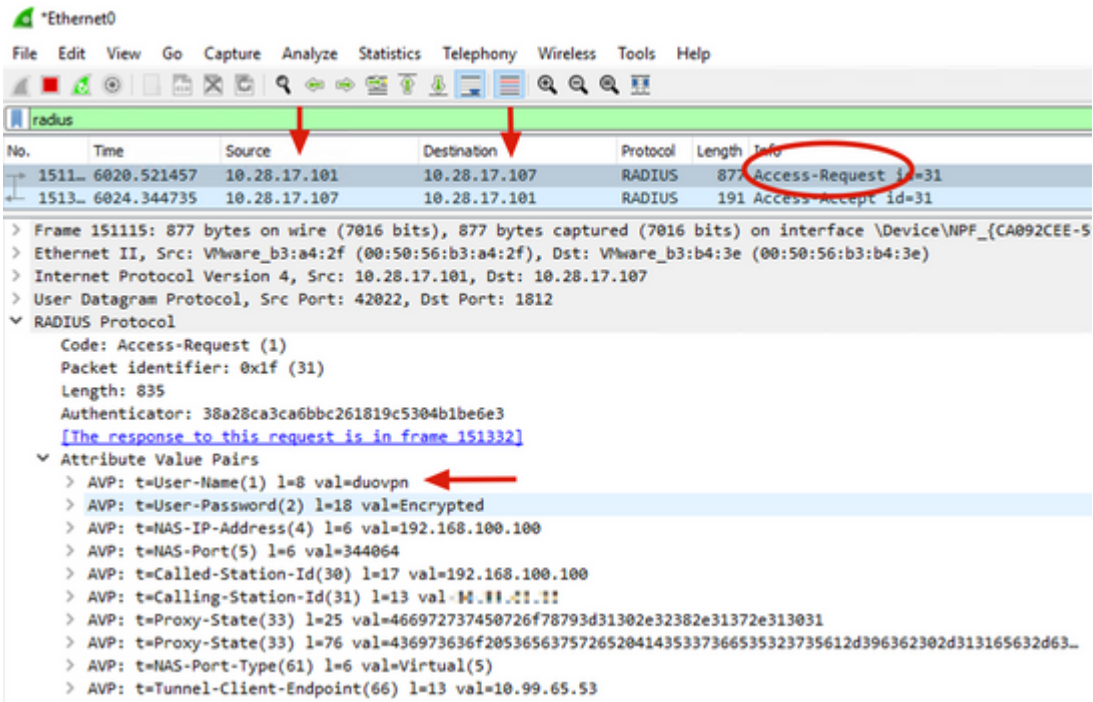 *Ethernet0
File Edit View Go Capture Analyze Statistics Telephony Wireless Tools Help
radius
No. Time Source Destination Protocol Length Info
1511… 6020.521457 10.28.17.101 10.28.17.107 RADIUS 877 Access-Request id=31
1513… 6024.344735 10.28.17.107 10.28.17.101 RADIUS 191 Access-Accept id=31
> Frame 151115: 877 bytes on wire (7016 bits), 877 bytes captured (7016 bits) on interface \Device\NPF_{CA092CEE-5
> Ethernet II, Src: VMware_b3:a4:2f (00:50:56:b3:a4:2f), Dst: VMware_b3:b4:3e (00:50:56:b3:b4:3e)
> Internet Protocol Version 4, Src: 10.28.17.101, Dst: 10.28.17.107
> User Datagram Protocol, Src Port: 42022, Dst Port: 1812
RADIUS Protocol
Code: Access-Request (1)
Packet identifier: 0x1f (31)
Length: 835
Authenticator: 38a28ca3ca6bbc261819c5304b1be6e3
[The response to this request is in frame 151332]
Attribute Value Pairs
> AVP: t=User-Name(1) l=8 val=duovpn
> AVP: t=User-Password(2) l=18 val=Encrypted
> AVP: t=NAS-IP-Address(4) l=6 val=192.168.100.100
> AVP: t=NAS-Port(5) l=6 val=344064
> AVP: t=Called-Station-Id(30) l=17 val=192.168.100.100
> AVP: t=Calling-Station-Id(31) l=13 val
> AVP: t=Proxy-State(33) l=25 val=466972737450726f78793d31302e32382e31372e313031
> AVP: t=Proxy-State(33) l=76 val=436973636f205365637572652041435337366535323735612d396362302d313165632d63…
> AVP: t=NAS-Port-Type(61) l=6 val=Virtual(5)
> AVP: t=Tunnel-Client-Endpoint(66) l=13 val=10.99.65.53